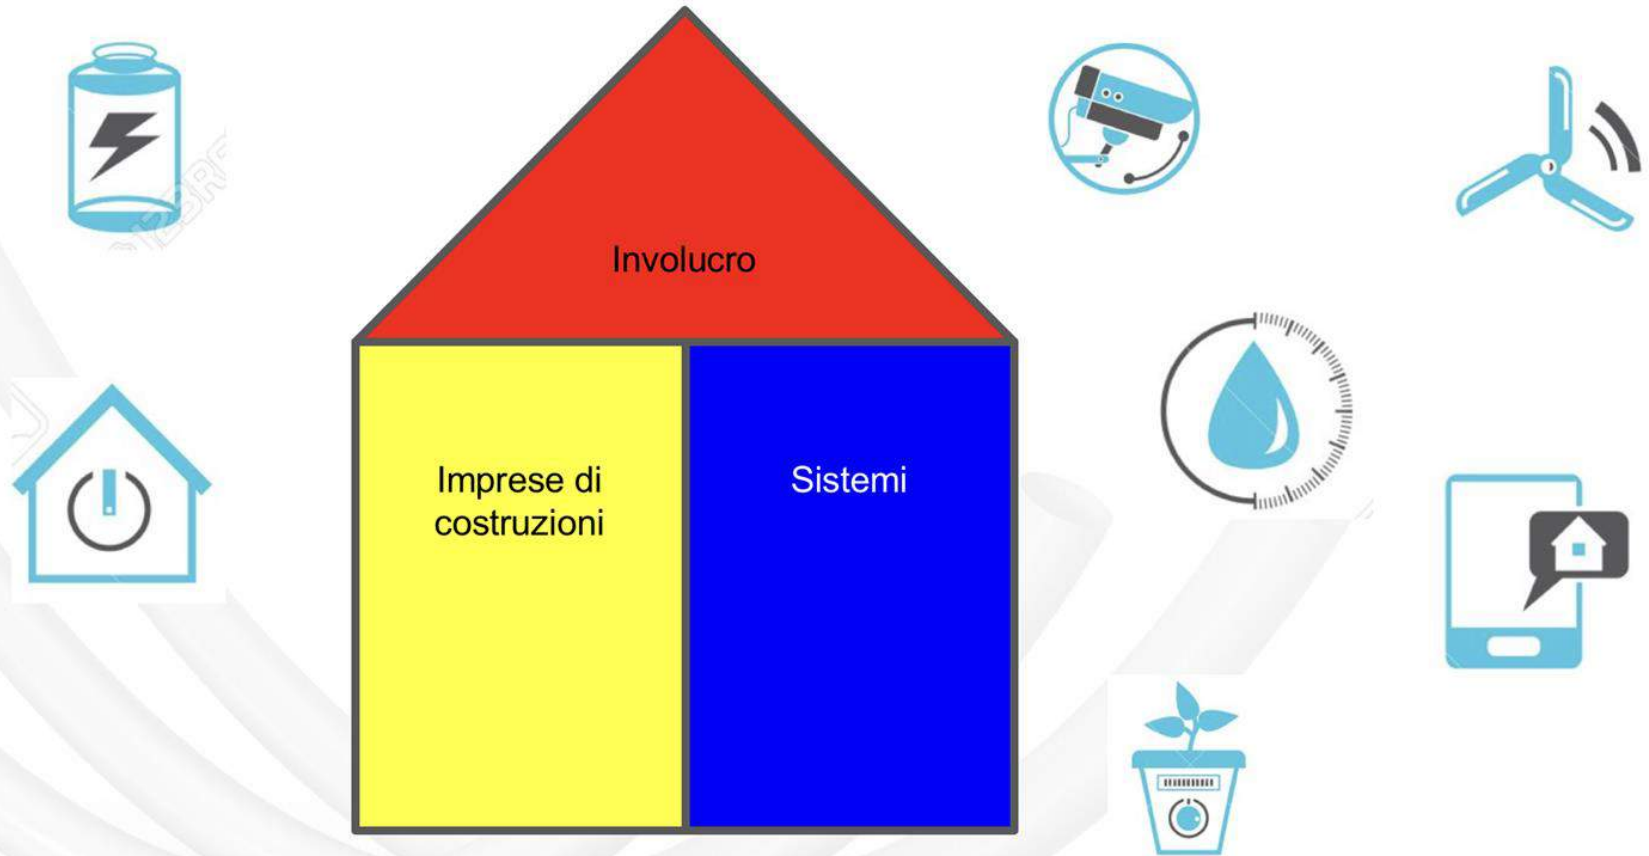 Involucro
Imprese di
costruzioni
Sistemi